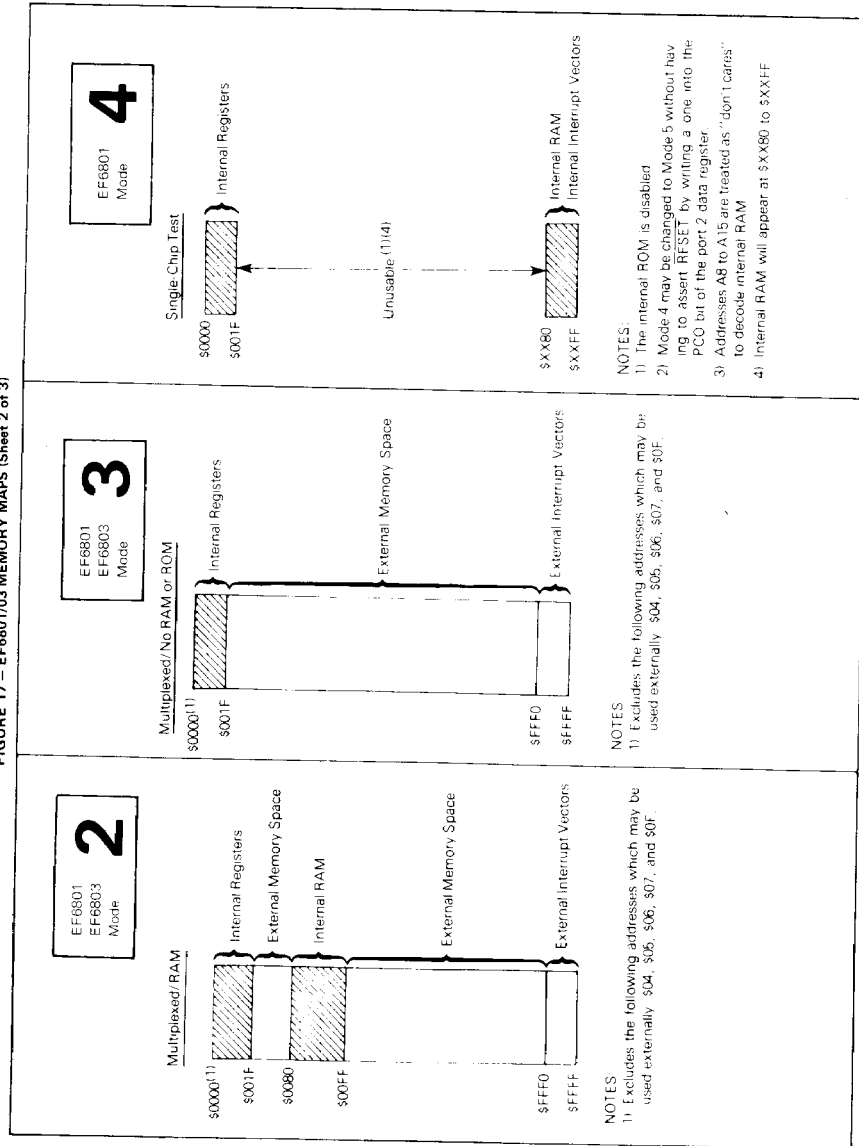 FIGURE 17 – EF6801/03 MEMORY MAPS (Sheet 2 of 3)
EF6801
EF6803
Mode
2
Multiplexed/RAM
$0000(1)
$001F
$0080
$00FF
$FFF0
$FFFF
Internal Registers
External Memory Space
Internal RAM
External Memory Space
External Interrupt Vectors
NOTES
1) Excludes the following addresses which may be
used externally $04, $05, $06, $07, and $0F.
EF6801
EF6803
Mode
3
Multiplexed/No RAM or ROM
$0000(1)
$001F
$FFF0
$FFFF
Internal Registers
External Memory Space
External Interrupt Vectors
NOTES
1) Excludes the following addresses which may be
used externally $04, $05, $06, $07, and $0F.
EF6801
Mode
4
Single-Chip Test
$0000
$001F
$XX80
$XXFF
Internal Registers
Unusable (1)(4)
Internal RAM
Internal Interrupt Vectors
NOTES:
1) The internal ROM is disabled
2) Mode 4 may be changed to Mode 5 without hav
ing to assert RESET by writing a one into the
PCO bit of the port 2 data register.
3) Addresses A8 to A15 are treated as "don't cares"
to decode internal RAM
4) Internal RAM will appear at $XX80 to $XXFF